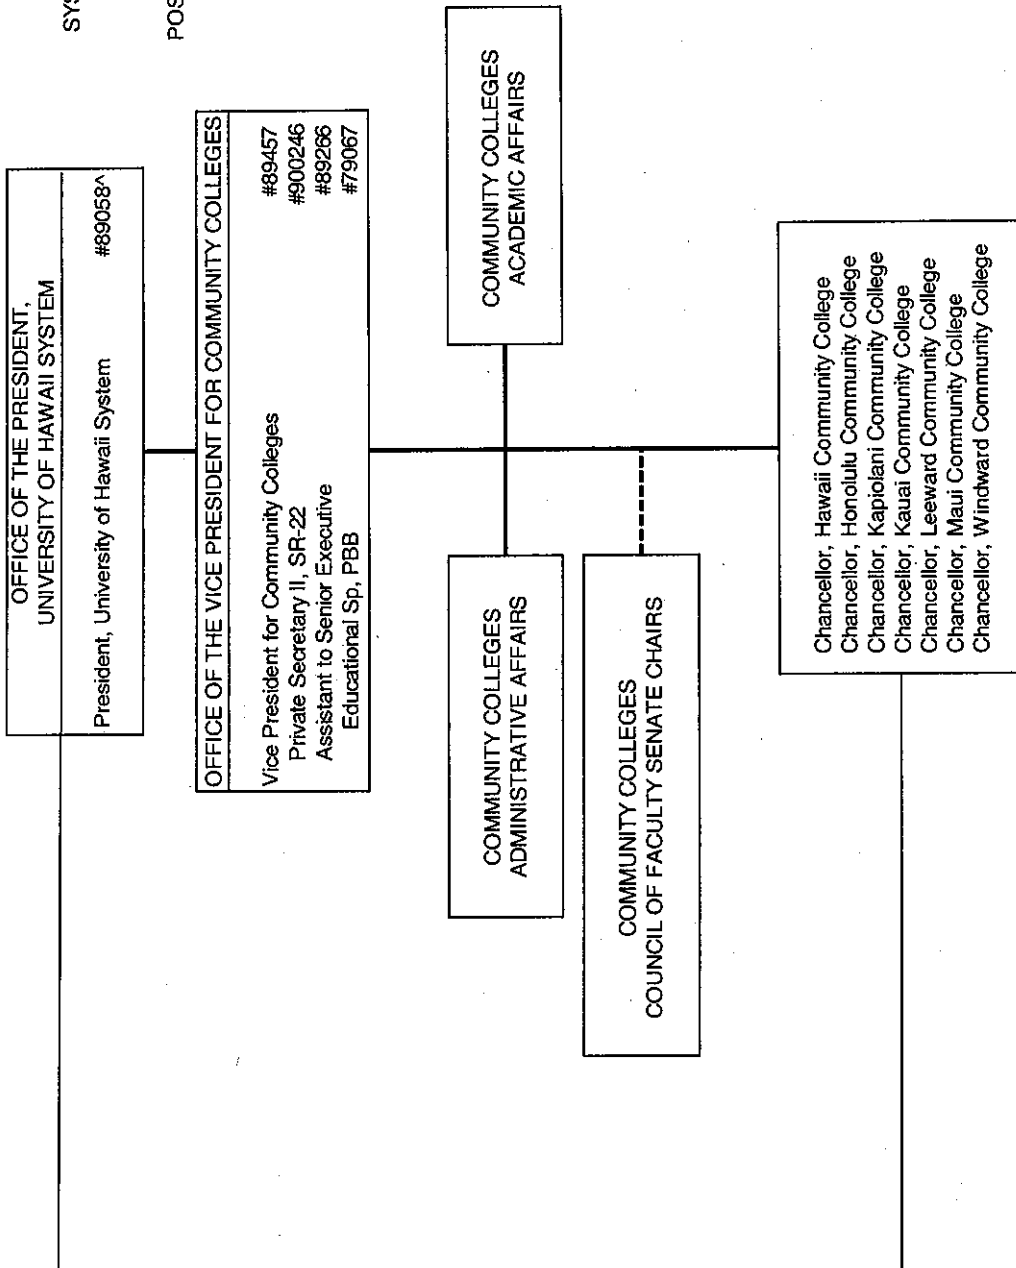 SYS
POS
OFFICE OF THE PRESIDENT,
UNIVERSITY OF HAWAII SYSTEM
President, University of Hawaii System #89058^
OFFICE OF THE VICE PRESIDENT FOR COMMUNITY COLLEGES
Vice President for Community Colleges #89457
Private Secretary II, SR-22 #900246
Assistant to Senior Executive #89266
Educational Sp, PBB #79067
COMMUNITY COLLEGES
ADMINISTRATIVE AFFAIRS
COMMUNITY COLLEGES
ACADEMIC AFFAIRS
COMMUNITY COLLEGES
COUNCIL OF FACULTY SENATE CHAIRS
Chancellor, Hawaii Community College
Chancellor, Honolulu Community College
Chancellor, Kapiolani Community College
Chancellor, Kauai Community College
Chancellor, Leeward Community College
Chancellor, Maui Community College
Chancellor, Windward Community College